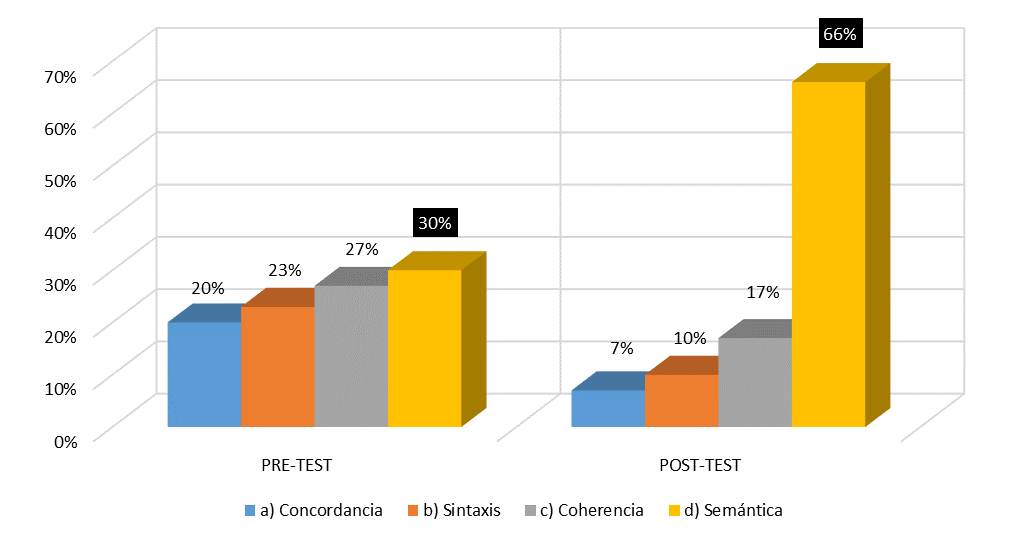 66%
70%
60%
50%
40%
30%
20%
10%
0%
20%
23%
27%
30%
7%
10%
17%
PRE-TEST
POST-TEST
a) Concordancia
b) Sintaxis
c) Coherencia
d) Semántica